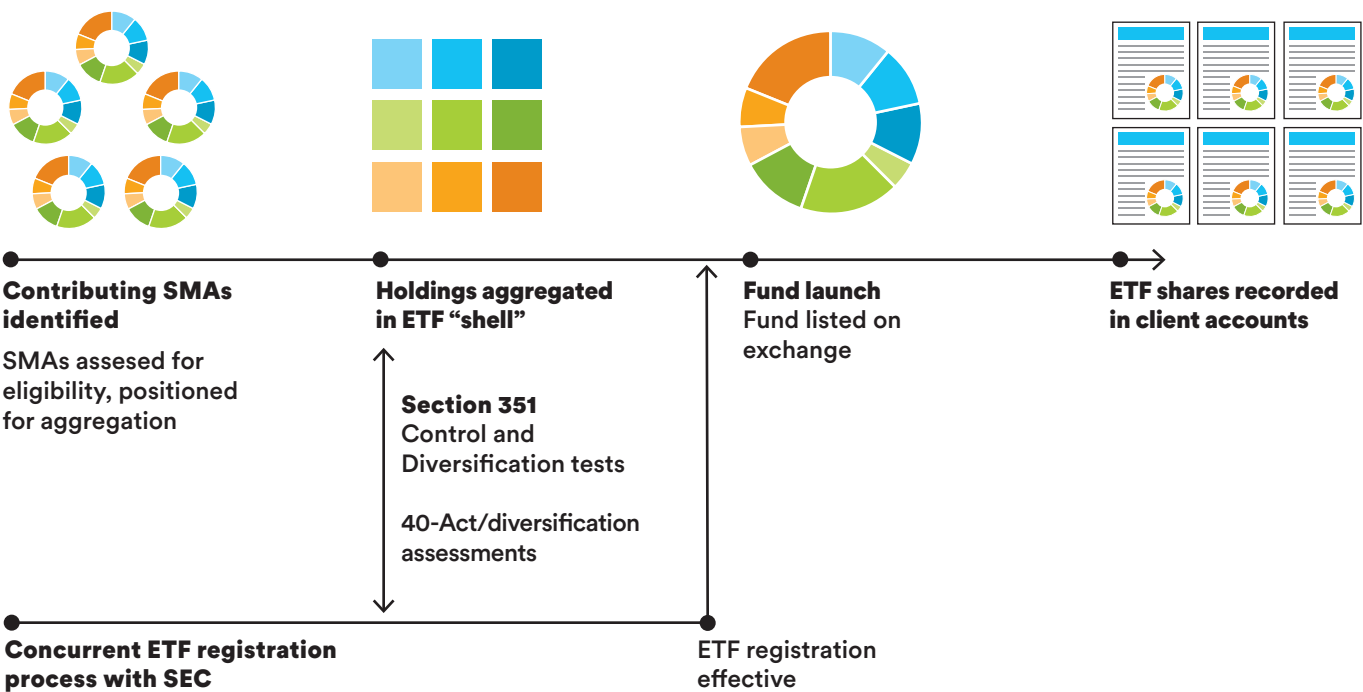 Contributing SMAs
identified
SMAs assesed for
eligibility, positioned
for aggregation
Holdings aggregated
in ETF “shell”
Section 351
Control and
Diversification tests
40-Act/diversification
assessments
Fund launch
Fund listed on
exchange
ETF shares recorded
in client accounts
Concurrent ETF registration
process with SEC
ETF registration
effective